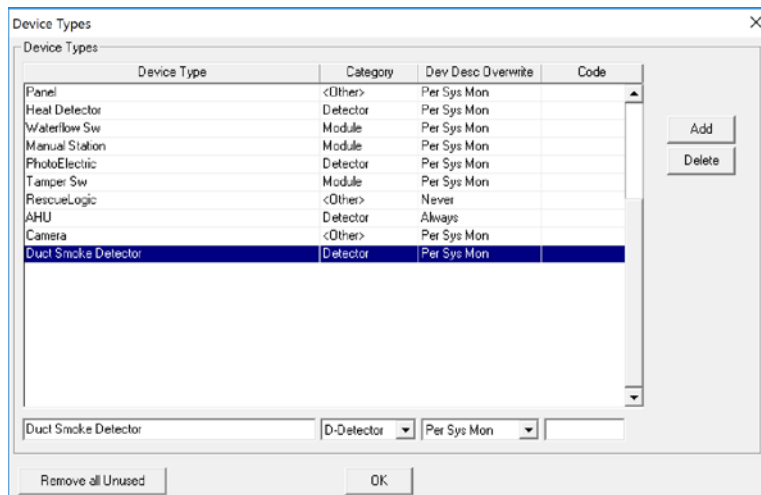 Device Types
Device Types
Device Type Category Dev Desc Overwrite Code
Panel <Other> Per Sys Mon
Heat Detector Detector Per Sys Mon
Waterflow Sw Module Per Sys Mon
Manual Station Module Per Sys Mon
PhotoElectric Detector Per Sys Mon
Tamper Sw Module Per Sys Mon
RescueLogic <Other> Never
AHU Detector Always
Camera <Other> Per Sys Mon
Duct Smoke Detector Detector Per Sys Mon
Add
Delete
Duct Smoke Detector D-Detector Per Sys Mon
Remove all Unused OK